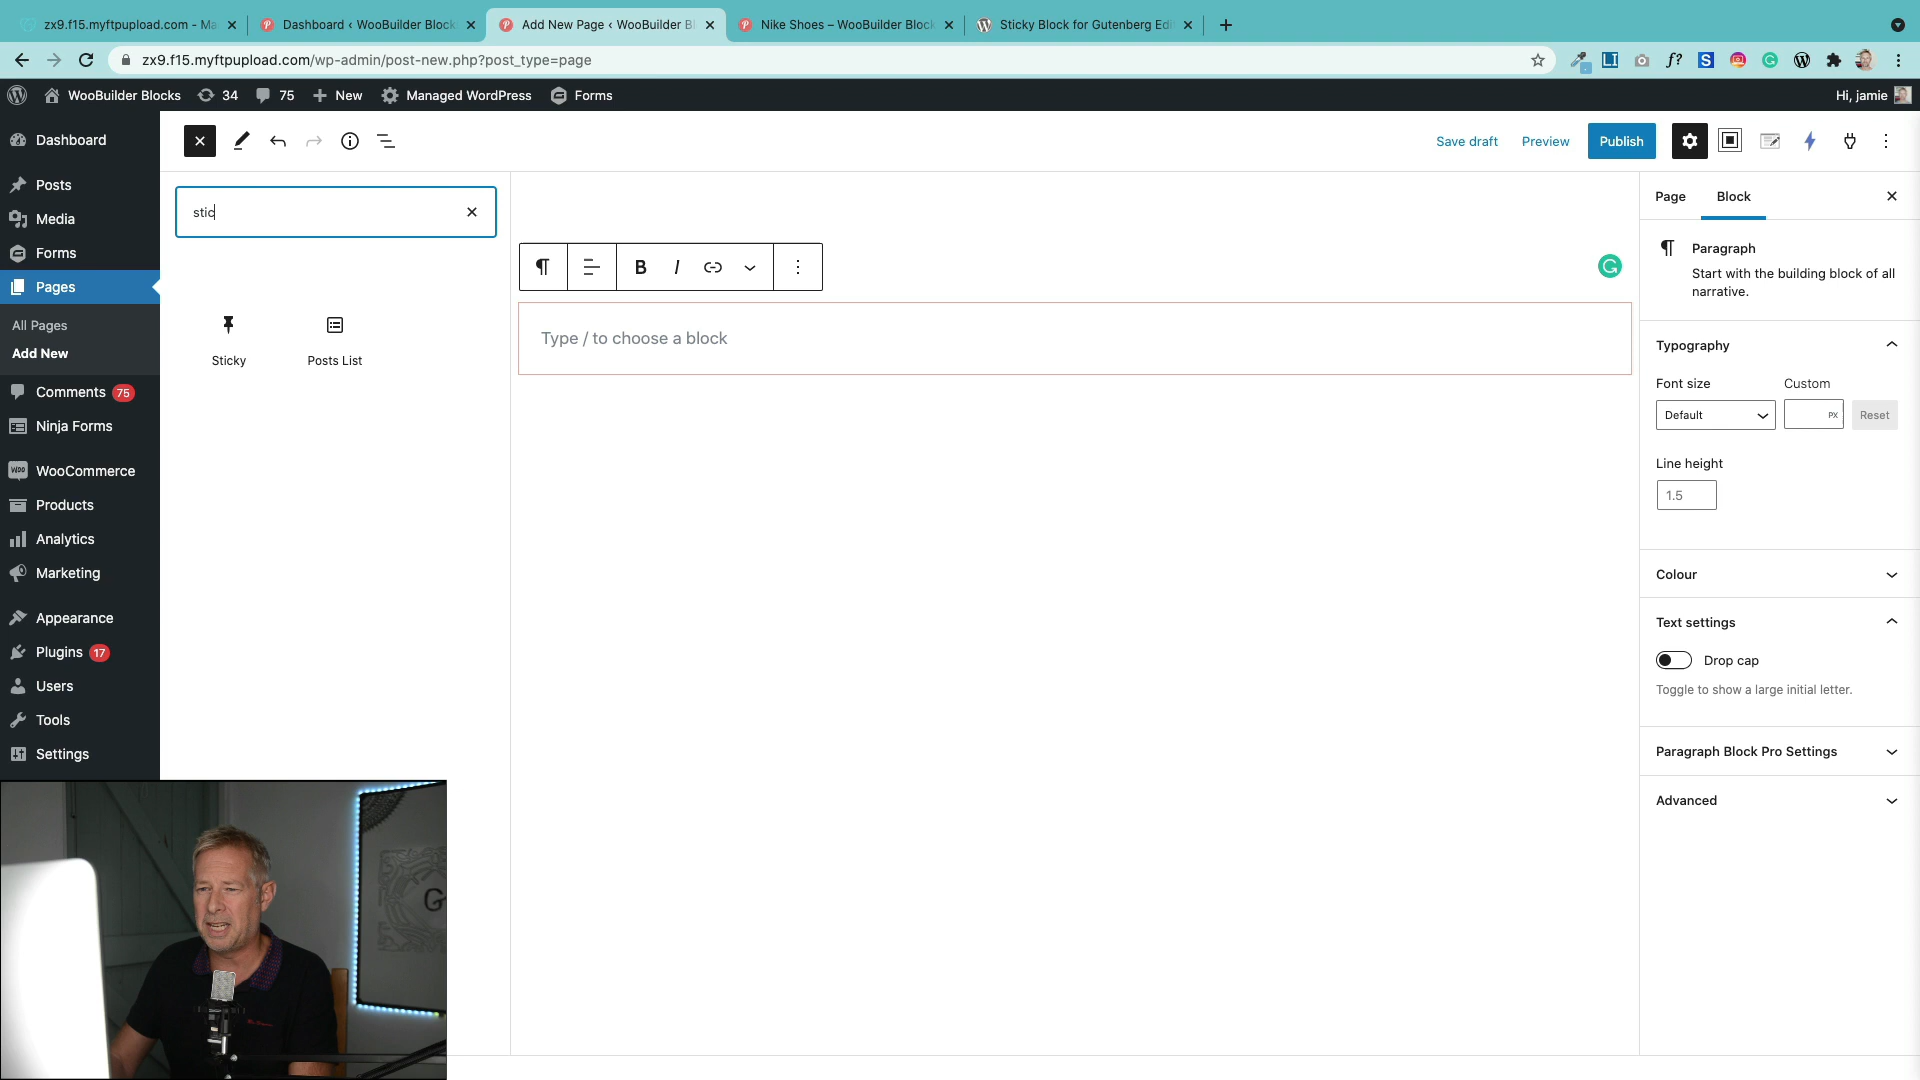 zx9.f15.myftpupload.com - Ma
Dashboard ‹ WooBuilder Block
Add New Page ‹ WooBuilder Bl
Nike Shoes – WooBuilder Block
Sticky Block for Gutenberg Edi
zx9.f15.myftpupload.com/wp-admin/post-new.php?post_type=page
WooBuilder Blocks
34
75
New
Managed WordPress
Forms
Hi, jamie
Dashboard
Posts
Media
Forms
Pages
All Pages
Add New
Comments 75
Ninja Forms
WooCommerce
Products
Analytics
Marketing
Appearance
Plugins 17
Users
Tools
Settings
Save draft
Preview
Publish
stic
Sticky
Posts List
B I
Type / to choose a block
Page
Block
Paragraph
Start with the building block of all
narrative.
Typography
Font size
Custom
Default
PX
Reset
Line height
1.5
Colour
Text settings
Drop cap
Toggle to show a large initial letter.
Paragraph Block Pro Settings
Advanced